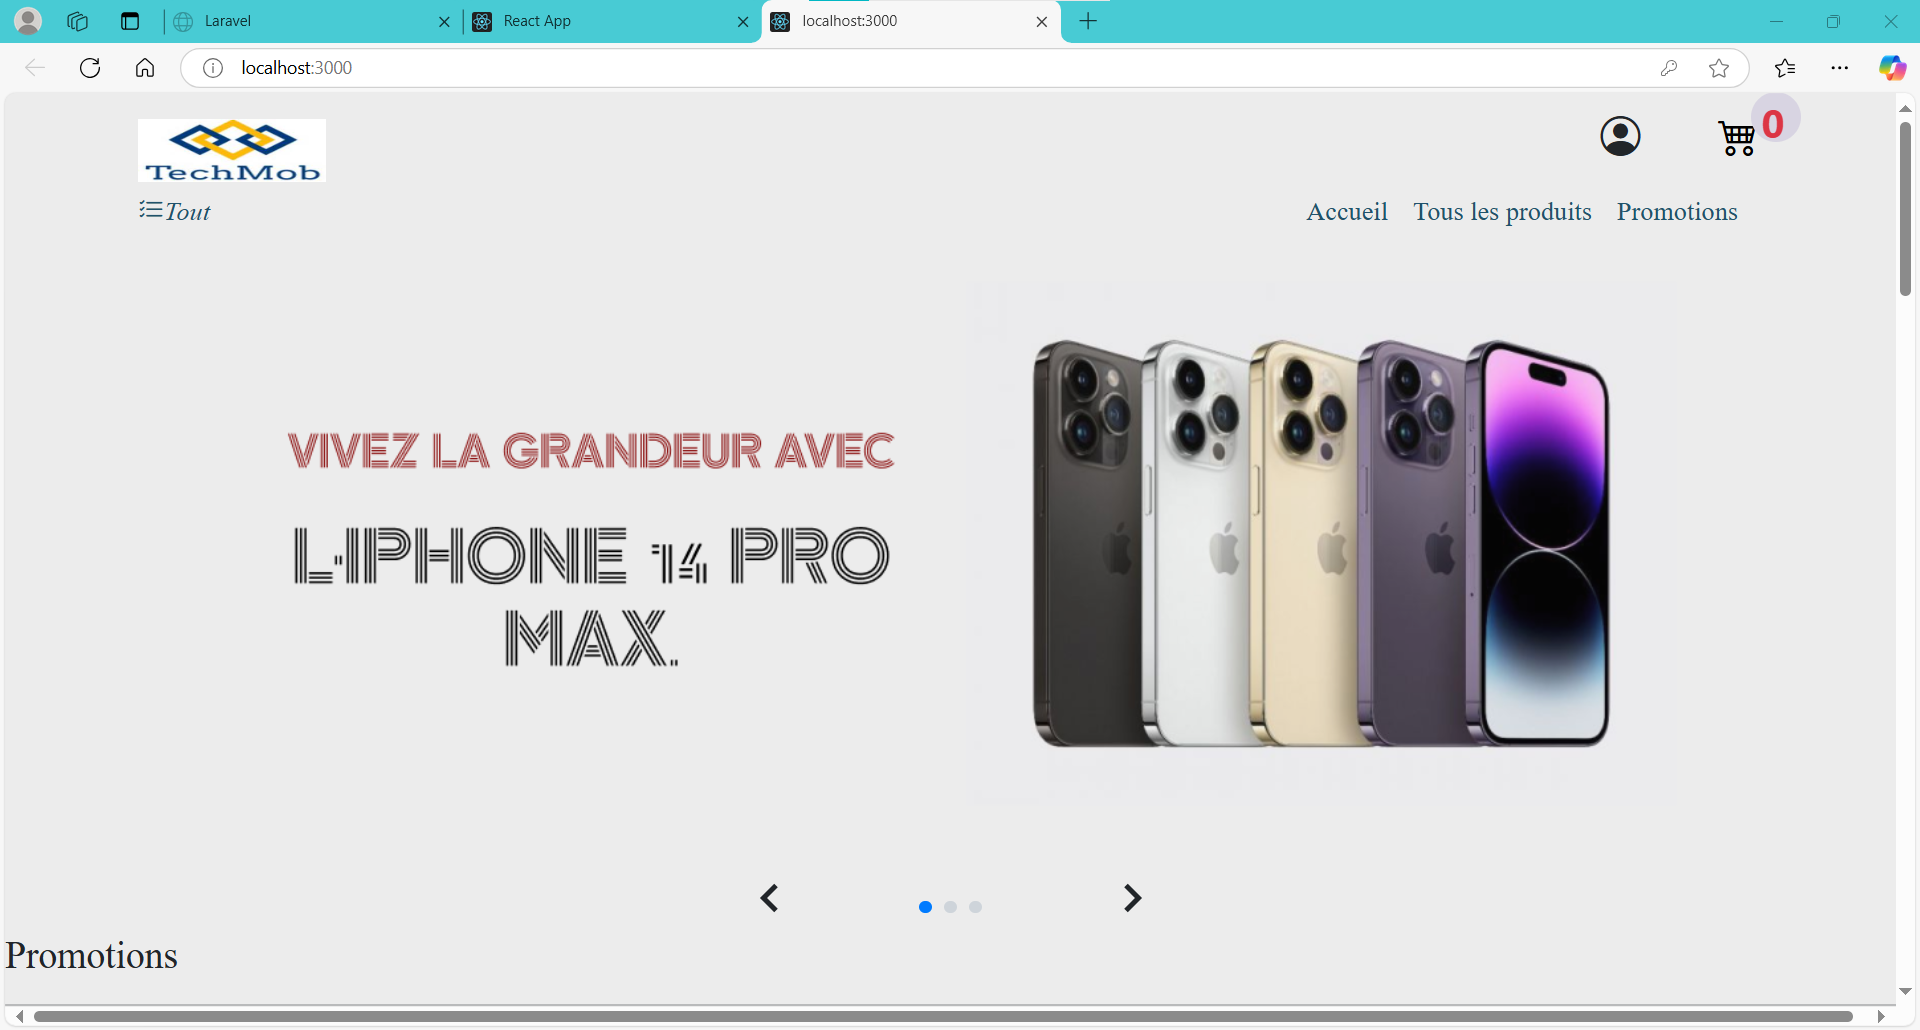 Laravel
React App
localhost:3000
localhost:3000
TechMob
0
Tout
Accueil Tous les produits Promotions
VIVEZ LA GRANDEUR AVEC
L'IPHONE 14 PRO
MAX.
Promotions